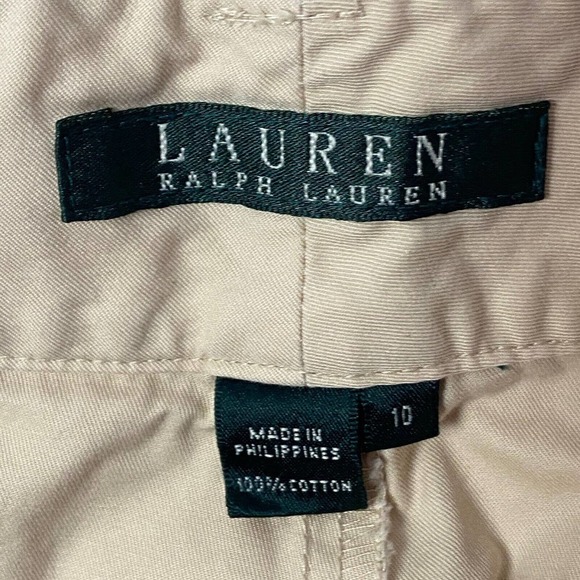 LAUREN
RALPH LAUREN
MADE IN
PHILIPPINES
100% COTTON
10